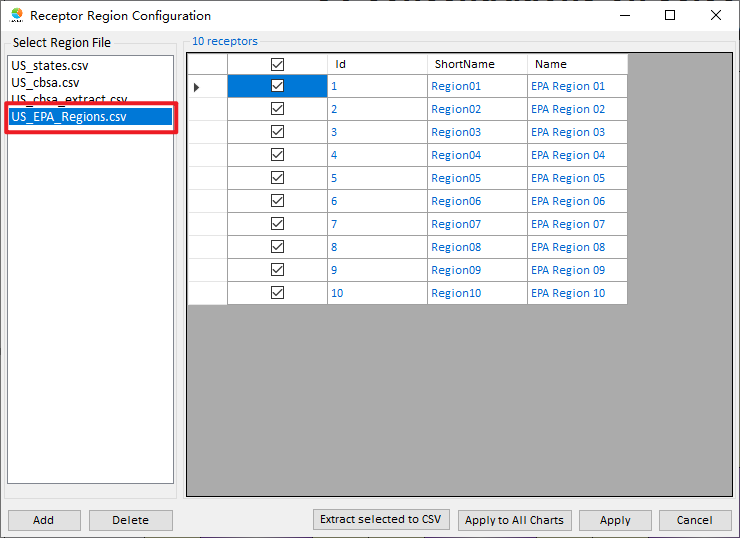 Receptor Region Configuration
Select Region File
US_states.csv
US_cbsa.csv
US_cbsa_extract.csv
US_EPA_Regions.csv
10 receptors
Id ShortName Name
1 Region01 EPA Region 01
2 Region02 EPA Region 02
3 Region03 EPA Region 03
4 Region04 EPA Region 04
5 Region05 EPA Region 05
6 Region06 EPA Region 06
7 Region07 EPA Region 07
8 Region08 EPA Region 08
9 Region09 EPA Region 09
10 Region10 EPA Region 10
Add Delete Extract selected to CSV Apply to All Charts Apply Cancel